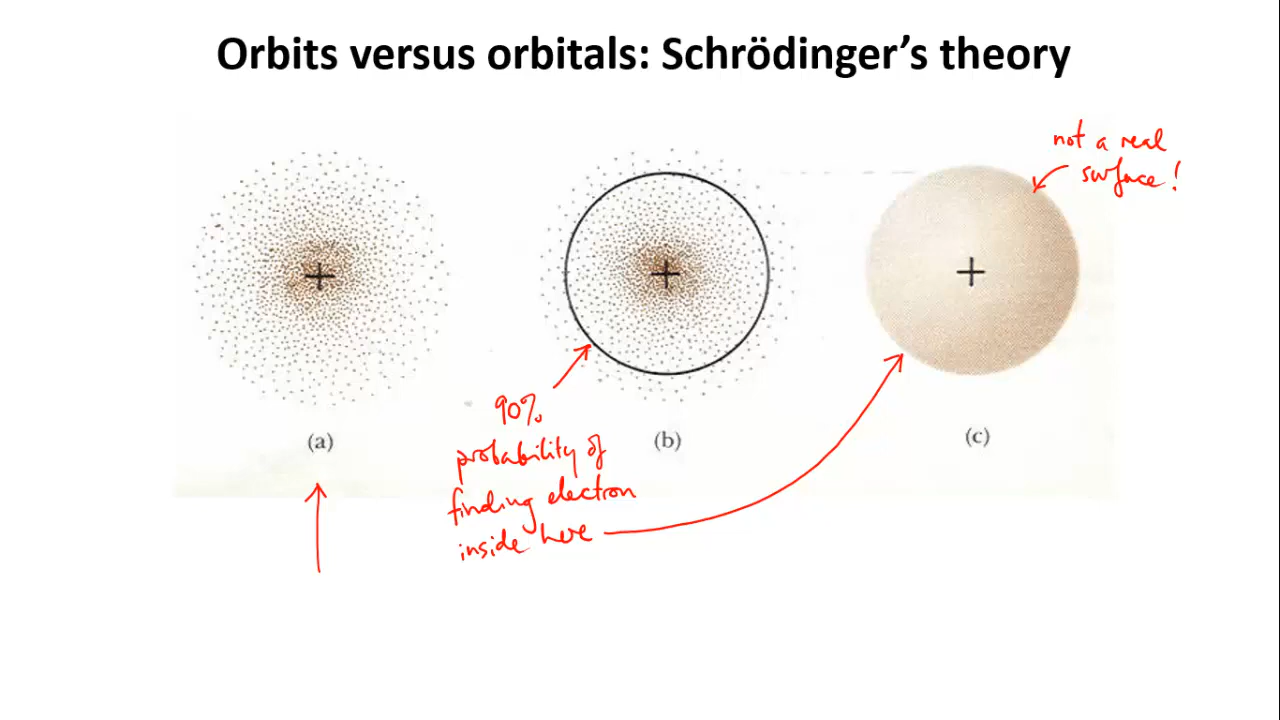 Orbits versus orbitals: Schrödinger's theory
not a real
surface!
90%
probability of
finding electron
inside here
(a)
(b)
(c)